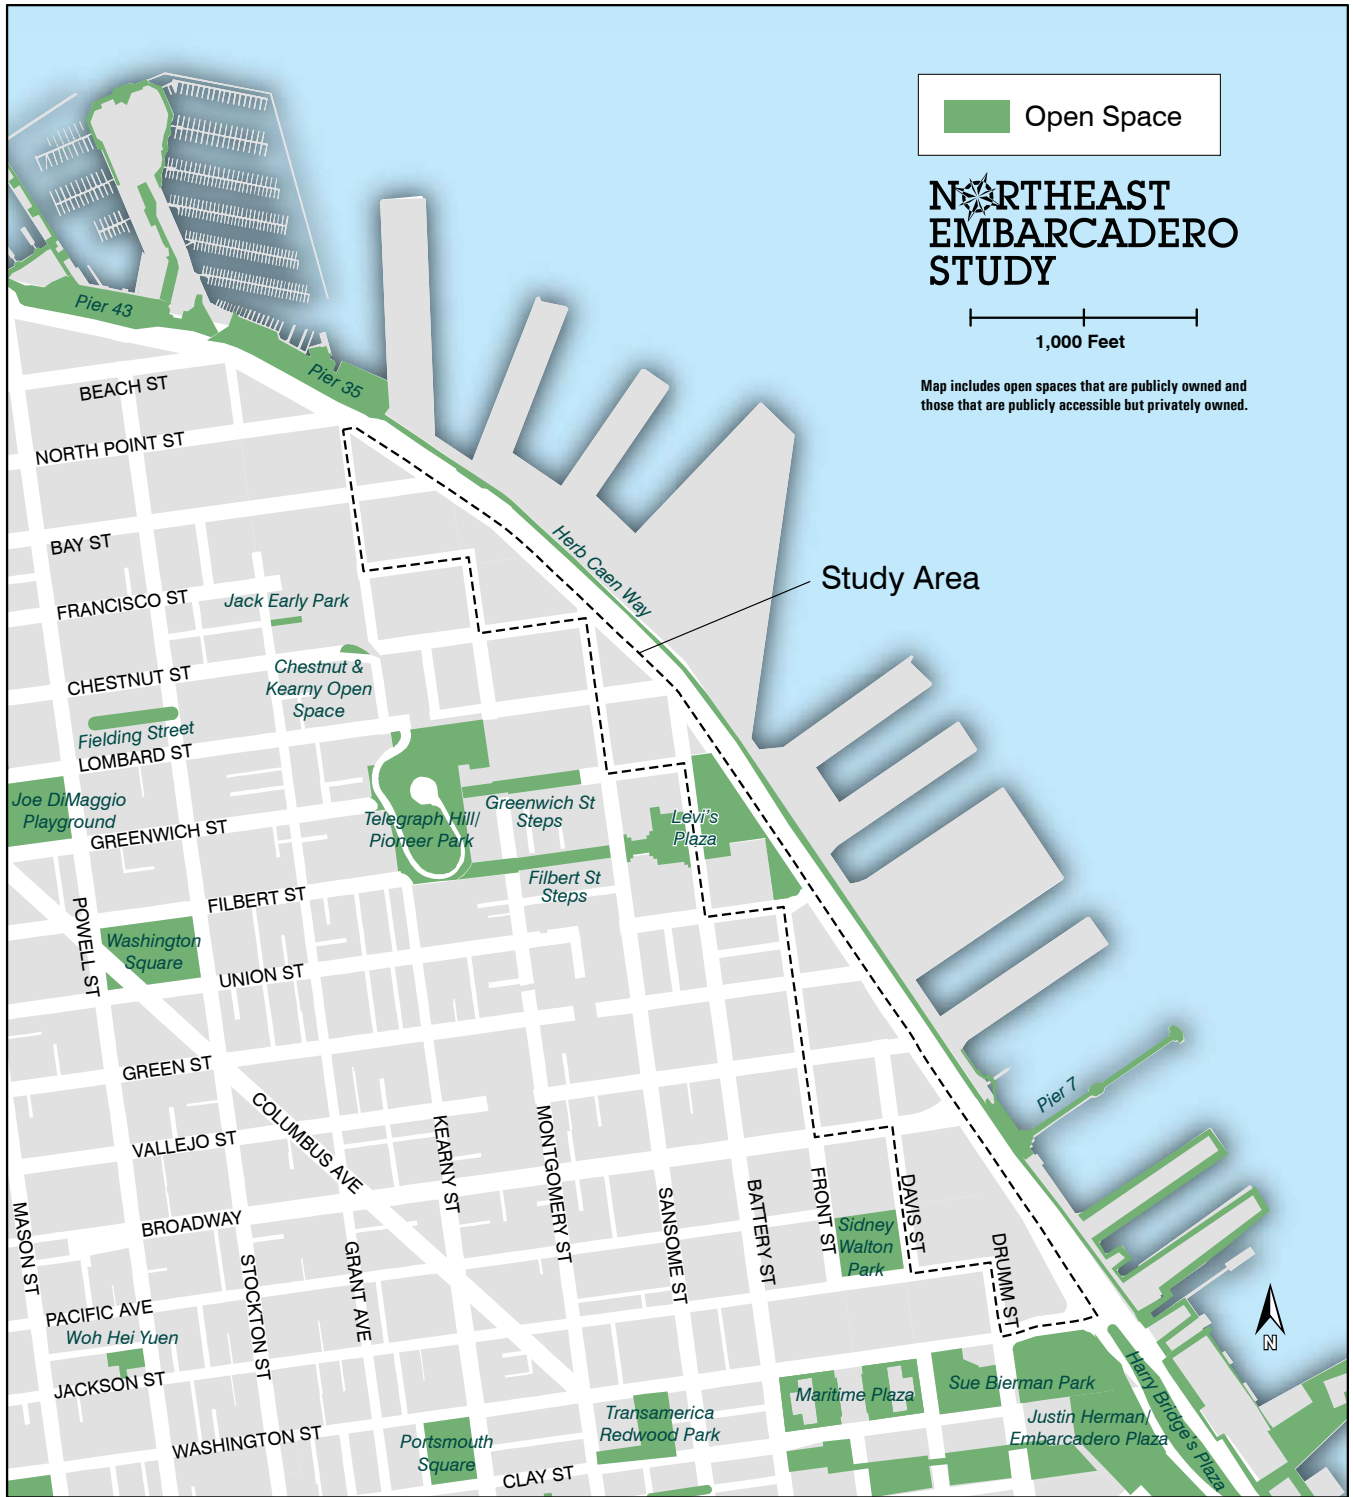 Open Space
NORTHEAST
EMBARCADERO
STUDY
1,000 Feet
Map includes open spaces that are publicly owned and
those that are publicly accessible but privately owned.
Pier 43
Pier 35
BEACH ST
NORTH POINT ST
BAY ST
Herb Caen Way
Study Area
FRANCISCO ST
Jack Early Park
CHESTNUT ST
Chestnut &
Kearny Open
Space
Fielding Street
LOMBARD ST
Joe DiMaggio
Playground
GREENWICH ST
Telegraph Hill/
Pioneer Park
Greenwich St
Steps
Levi's
Plaza
Filbert St
Steps
FILBERT ST
POWELL ST
Washington
Square
UNION ST
GREEN ST
COLUMBUS AVE
Pier 7
VALLEJO ST
KEARNY ST
MONTGOMERY ST
BROADWAY
MASON ST
STOCKTON ST
GRANT AVE
SANSOME ST
BATTERY ST
FRONT ST
DAVIS ST
Sidney
Walton
Park
DRUMM ST
PACIFIC AVE
Woh Hei Yuen
JACKSON ST
N
Harry Bridge's Plaza
Maritime Plaza
Sue Bierman Park
Transamerica
Redwood Park
Justin Herman/
Embarcadero Plaza
WASHINGTON ST
Portsmouth
Square
CLAY ST